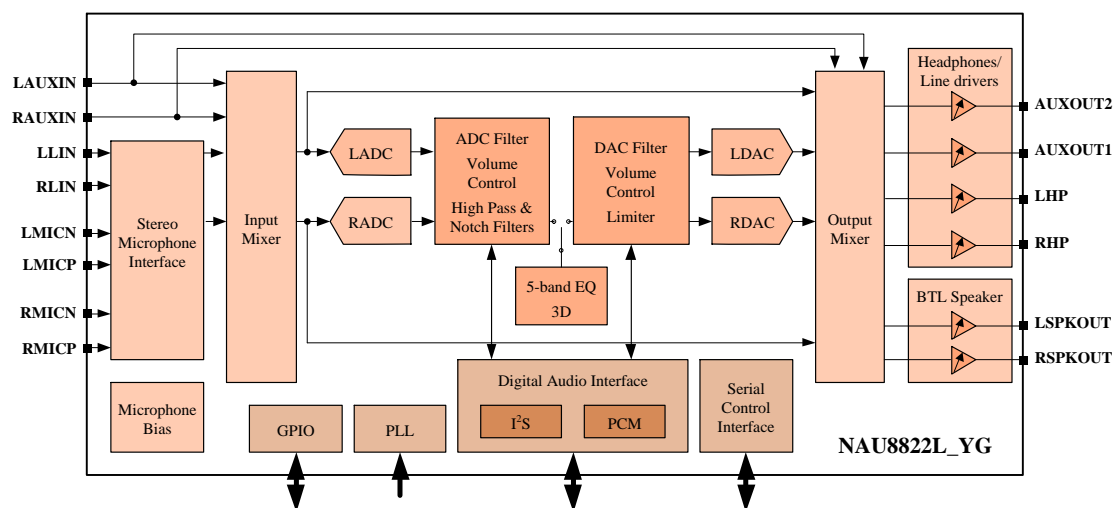 LAUXIN
RAUXIN
LLIN
RLIN
LMICN
LMICP
RMICN
RMICP
Stereo
Microphone
Interface
Microphone
Bias
Input
Mixer
LADC
RADC
ADC Filter
Volume
Control
High Pass &
Notch Filters
DAC Filter
Volume
Control
Limiter
5-band EQ
3D
LDAC
RDAC
Output
Mixer
Headphones/
Line drivers
BTL Speaker
AUXOUT2
AUXOUT1
LHP
RHP
LSPKOUT
RSPKOUT
GPIO
PLL
Digital Audio Interface
I²S
PCM
Serial
Control
Interface
NAU8822L_YG